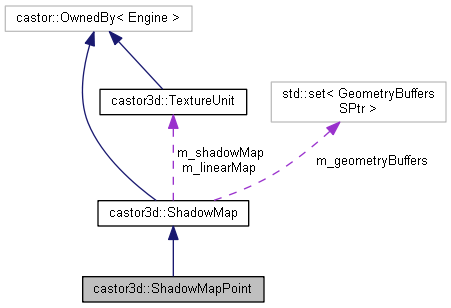 castor::OwnedBy< Engine >
castor3d::TextureUnit
std::set< GeometryBuffers
SPtr >
m_shadowMap
m_linearMap
m_geometryBuffers
castor3d::ShadowMap
castor3d::ShadowMapPoint